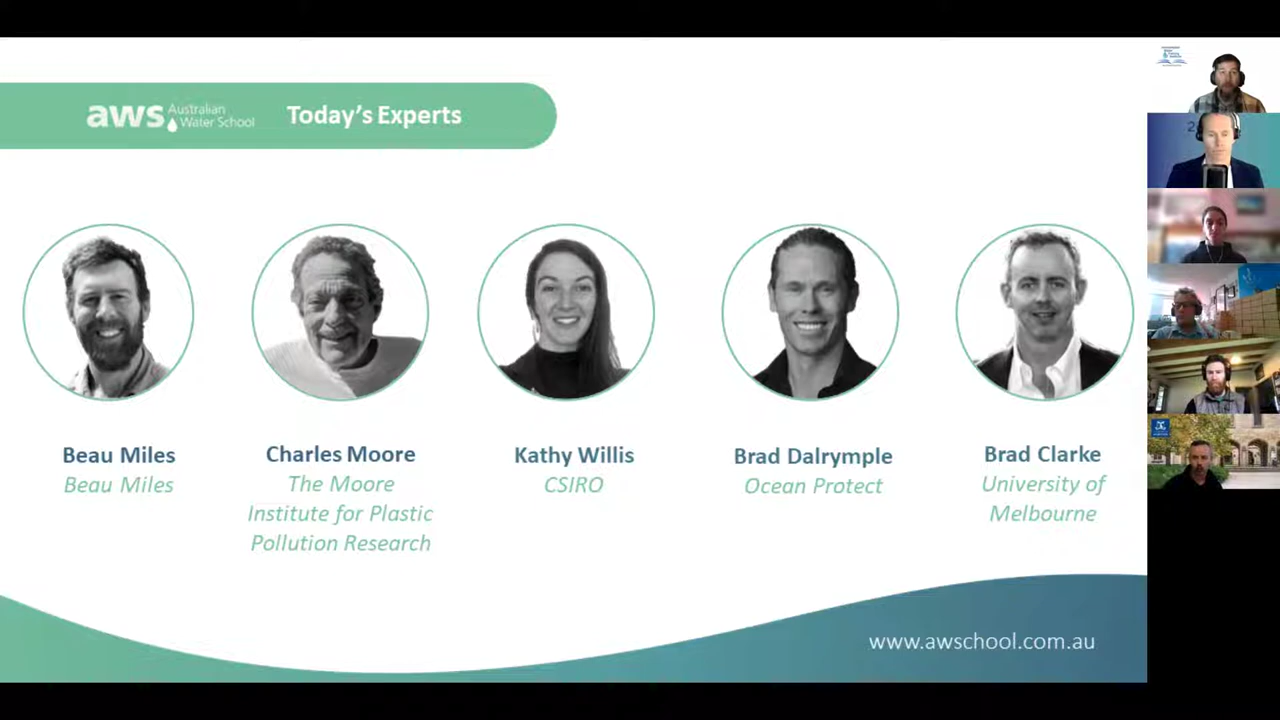 aws Australian
Water School
Today's Experts
Beau Miles
Beau Miles
Charles Moore
The Moore
Institute for Plastic
Pollution Research
Kathy Willis
CSIRO
Brad Dalrymple
Ocean Protect
Brad Clarke
University of
Melbourne
www.awschool.com.au